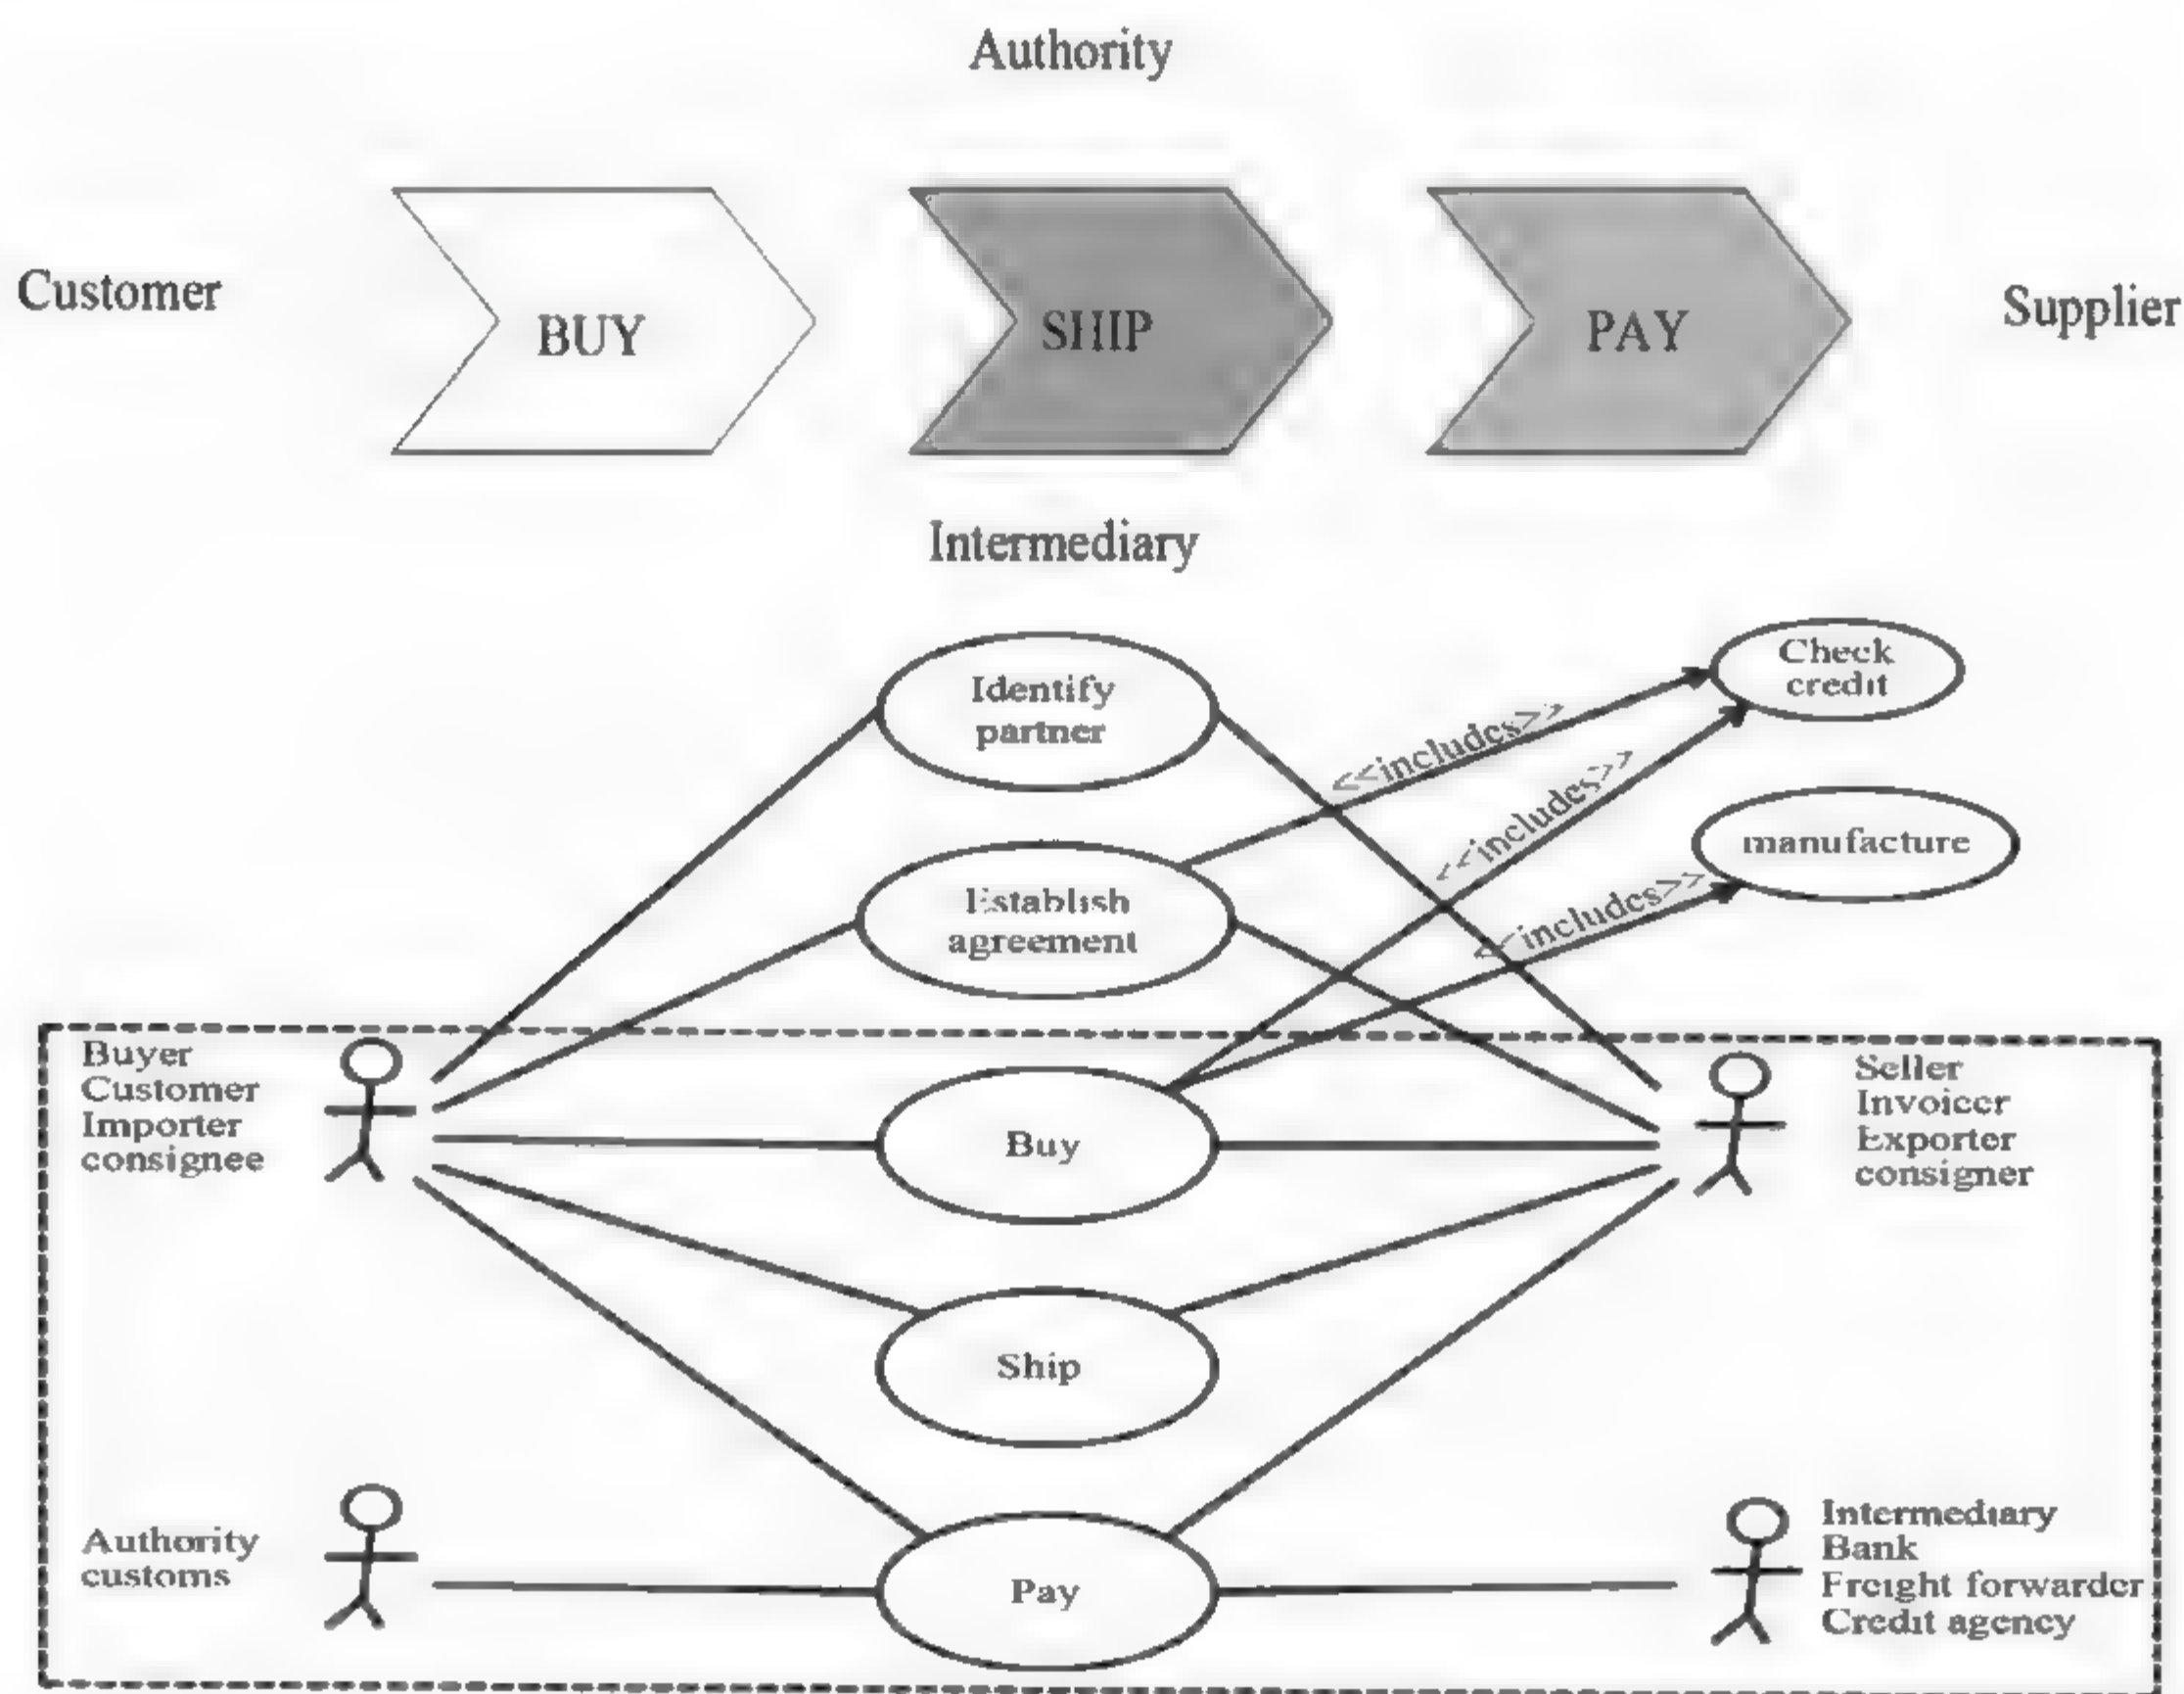 Authority
Customer
BUY
SHIP
PAY
Supplier
Intermediary
Identify
partner
Check
credit
<<includes>>
<<includes>>
<<includes>>
manufacture
Establish
agreement
Buyer
Customer
Importer
consignee
Buy
Seller
Invoicer
Exporter
consigner
Ship
Authority
customs
Pay
Intermediary
Bank
Freight forwarder
Credit agency